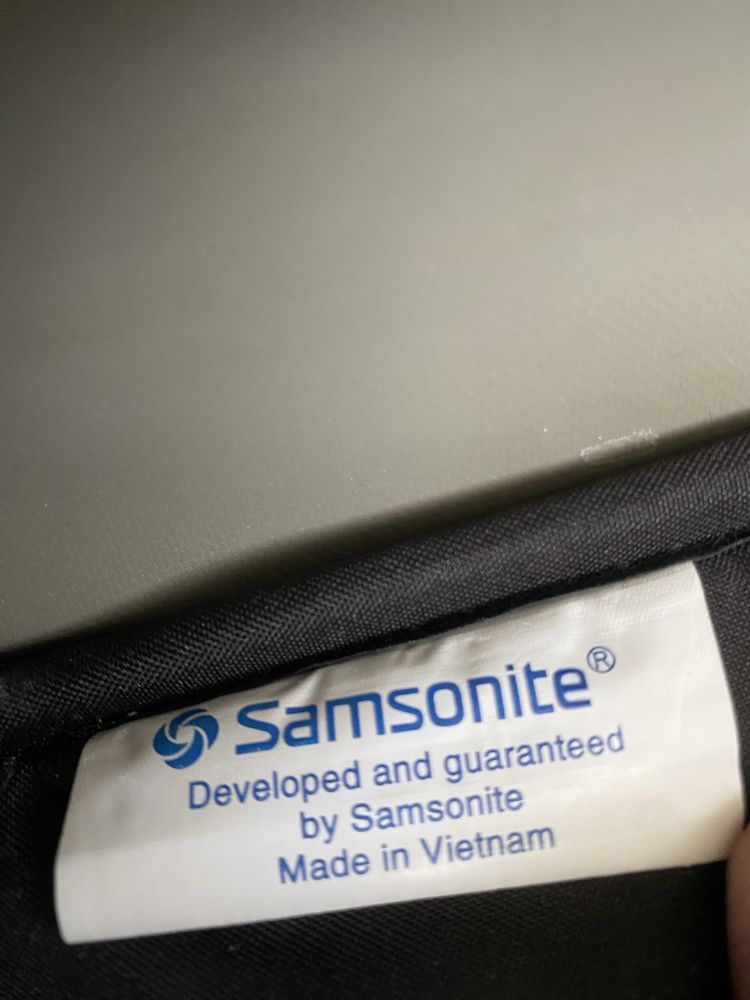 Samsonite®
Developed and guaranteed
by Samsonite
Made in Vietnam